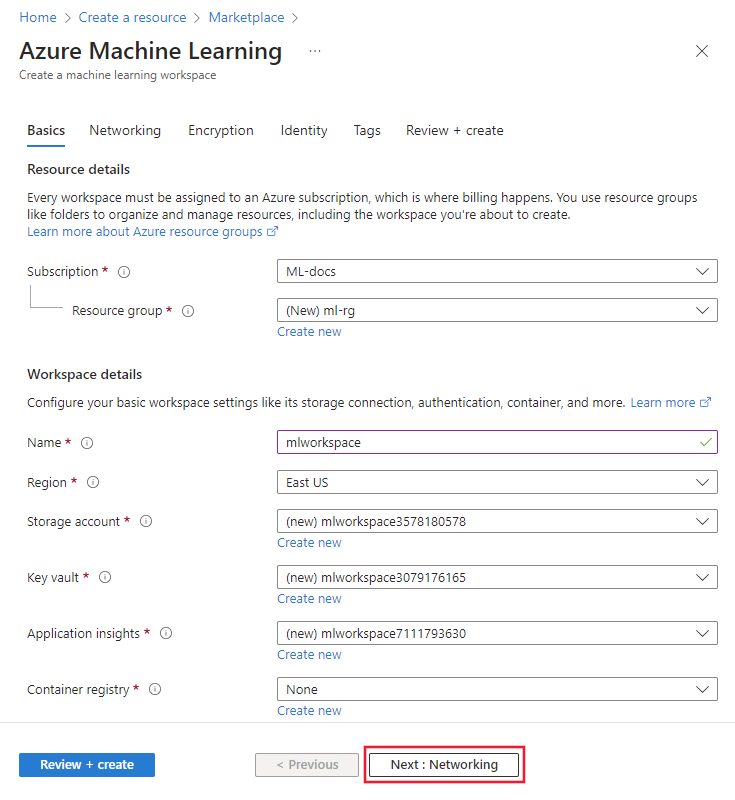 Home > Create a resource > Marketplace >
Azure Machine Learning ...
Create a machine learning workspace
Basics Networking Encryption Identity Tags Review + create
Resource details
Every workspace must be assigned to an Azure subscription, which is where billing happens. You use resource groups
like folders to organize and manage resources, including the workspace you're about to create.
Learn more about Azure resource groups
Subscription * ML-docs
Resource group * (New) ml-rg
Create new
Workspace details
Configure your basic workspace settings like its storage connection, authentication, container, and more. Learn more
Name * mlworkspace
Region * East US
Storage account * (new) mlworkspace3578180578
Create new
Key vault * (new) mlworkspace3079176165
Create new
Application insights * (new) mlworkspace7111793630
Create new
Container registry * None
Create new
Review + create < Previous Next : Networking